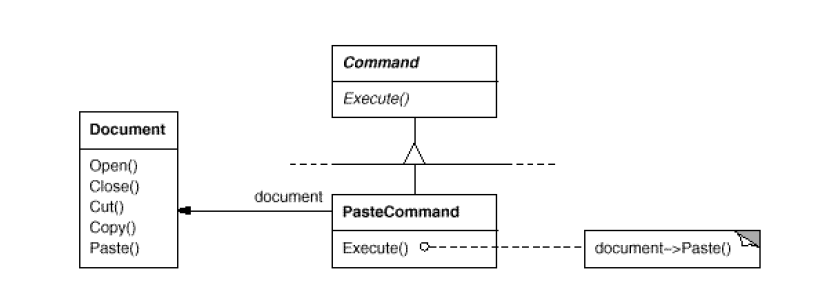 Command
Execute()
Document
Open()
Close()
Cut()
Copy()
Paste()
document
PasteCommand
Execute()
document->Paste()